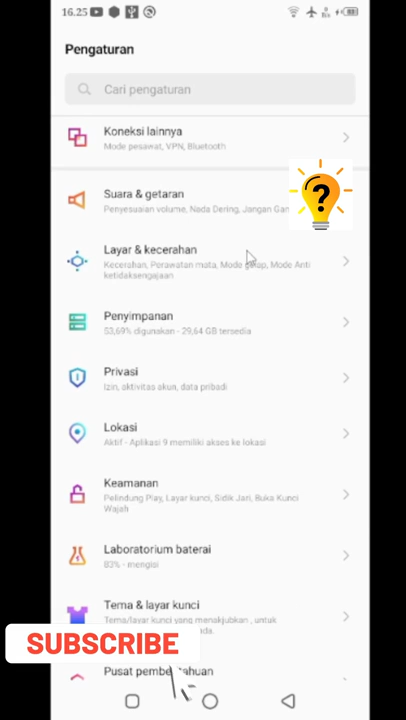 16.25
Pengaturan
Cari pengaturan
Koneksi lainnya
Mode pesawat, VPN, Bluetooth
Suara & getaran
Penyesuaian volume, Nada Dering, Jangan
?
Layar & kecerahan
Kecerahan, Perawatan mata, Mode gelap, Mode Anti
ketidaksengajaan
Penyimpanan
53,69% digunakan - 29,64 GB tersedia
Privasi
Izin, aktivitas akun, data pribadi
Lokasi
Aktif - Aplikasi 9 memiliki akses ke lokasi
Keamanan
Pelindung Play, Layar kunci, Sidik Jari, Buka Kunci
Wajah
Laboratorium baterai
83% - mengisi
Tema & layar kunci
Tema/layar kunci yang menakjubkan , untuk
SUBSCRIBE
Pusat